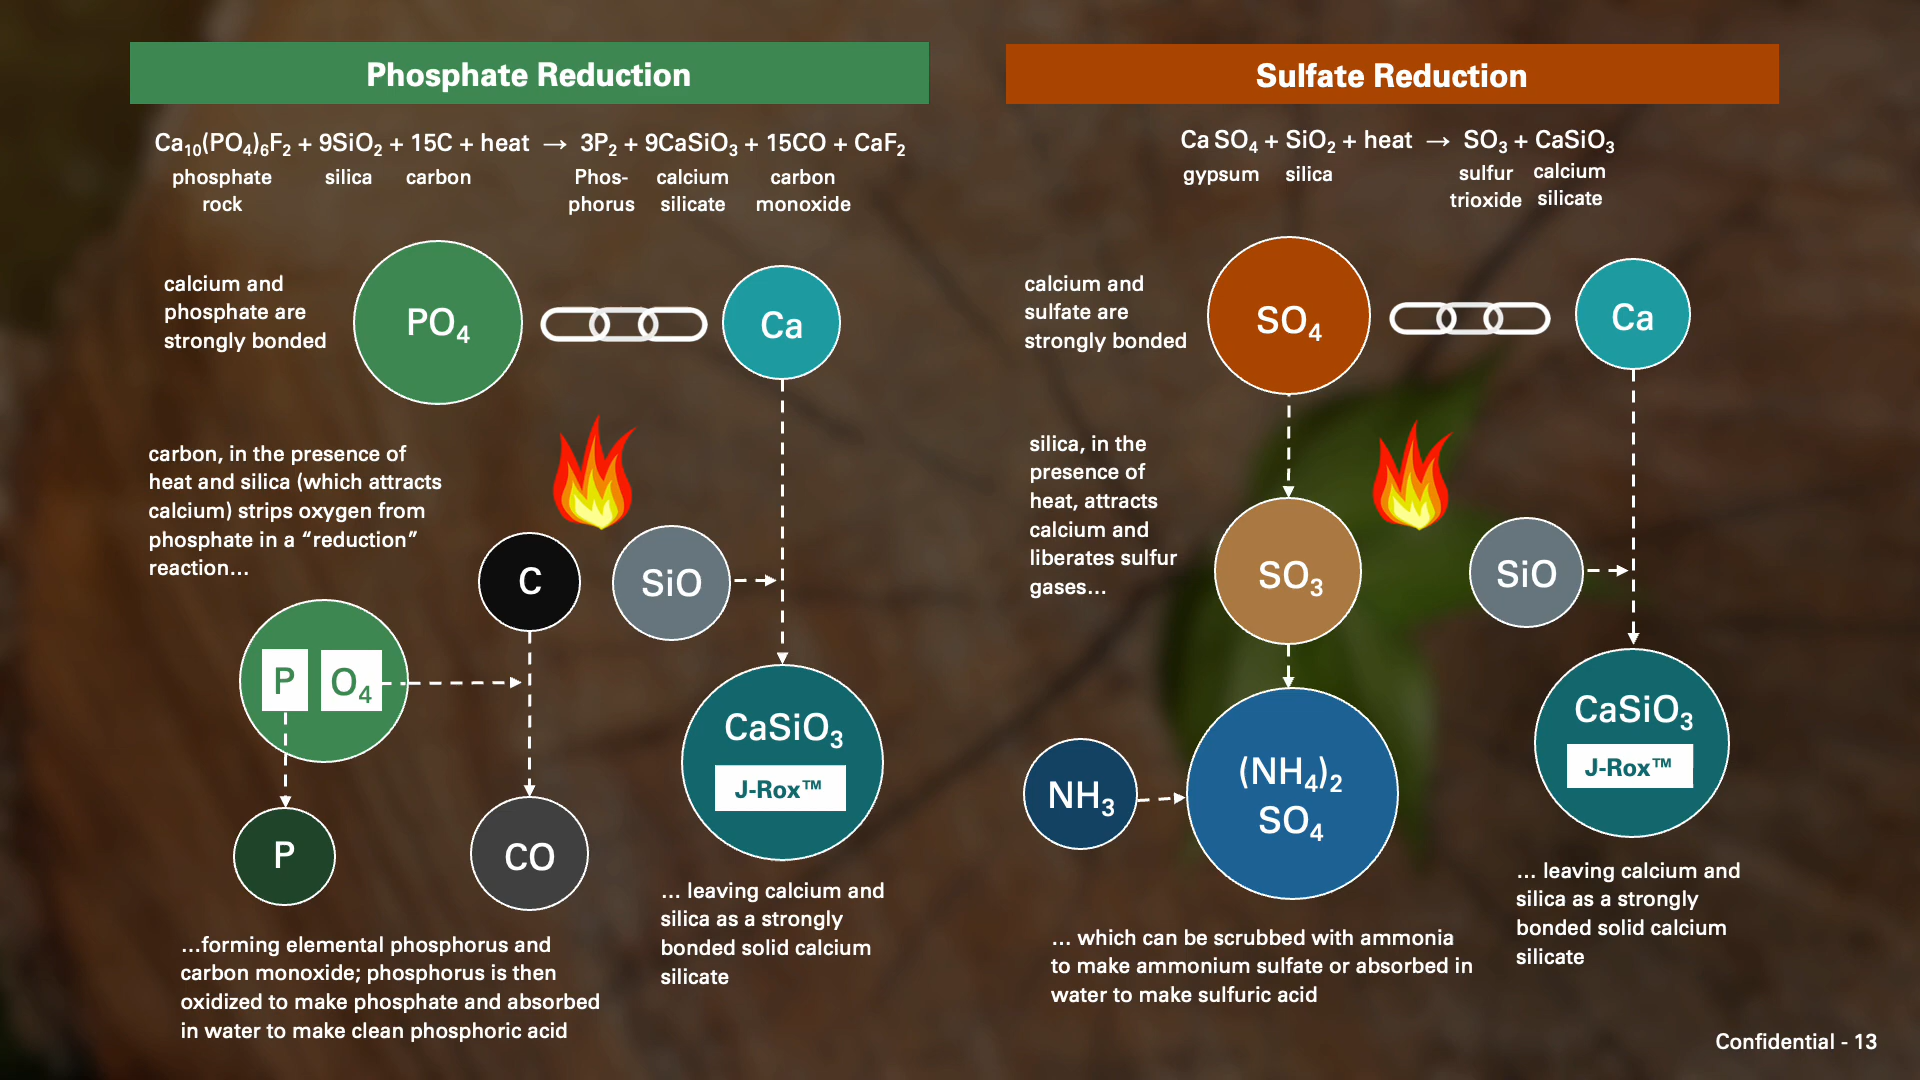 Phosphate Reduction
Ca₁₀(PO₄)₆F₂ + 9SiO₂ + 15C + heat → 3P₂ + 9CaSiO₃ + 15CO + CaF₂
phosphate rock
silica
carbon
Phos-
phorus
calcium
silicate
carbon
monoxide
calcium and
phosphate are
strongly bonded
PO₄
Ca
carbon, in the presence of
heat and silica (which attracts
calcium) strips oxygen from
phosphate in a “reduction”
reaction...
C
SiO
P
O₄
P
CO
CaSiO₃
J-Rox™
...forming elemental phosphorus and
carbon monoxide; phosphorus is then
oxidized to make phosphate and absorbed
in water to make clean phosphoric acid
... leaving calcium and
silica as a strongly
bonded solid calcium
silicate
Sulfate Reduction
Ca SO₄ + SiO₂ + heat → SO₃ + CaSiO₃
gypsum
silica
sulfur
trioxide
calcium
silicate
calcium and
sulfate are
strongly bonded
SO₄
Ca
silica, in the
presence of
heat, attracts
calcium and
liberates sulfur
gases...
SO₃
SiO
NH₃
(NH₄)₂
SO₄
CaSiO₃
J-Rox™
... which can be scrubbed with ammonia
to make ammonium sulfate or absorbed in
water to make sulfuric acid
... leaving calcium and
silica as a strongly
bonded solid calcium
silicate
Confidential - 13